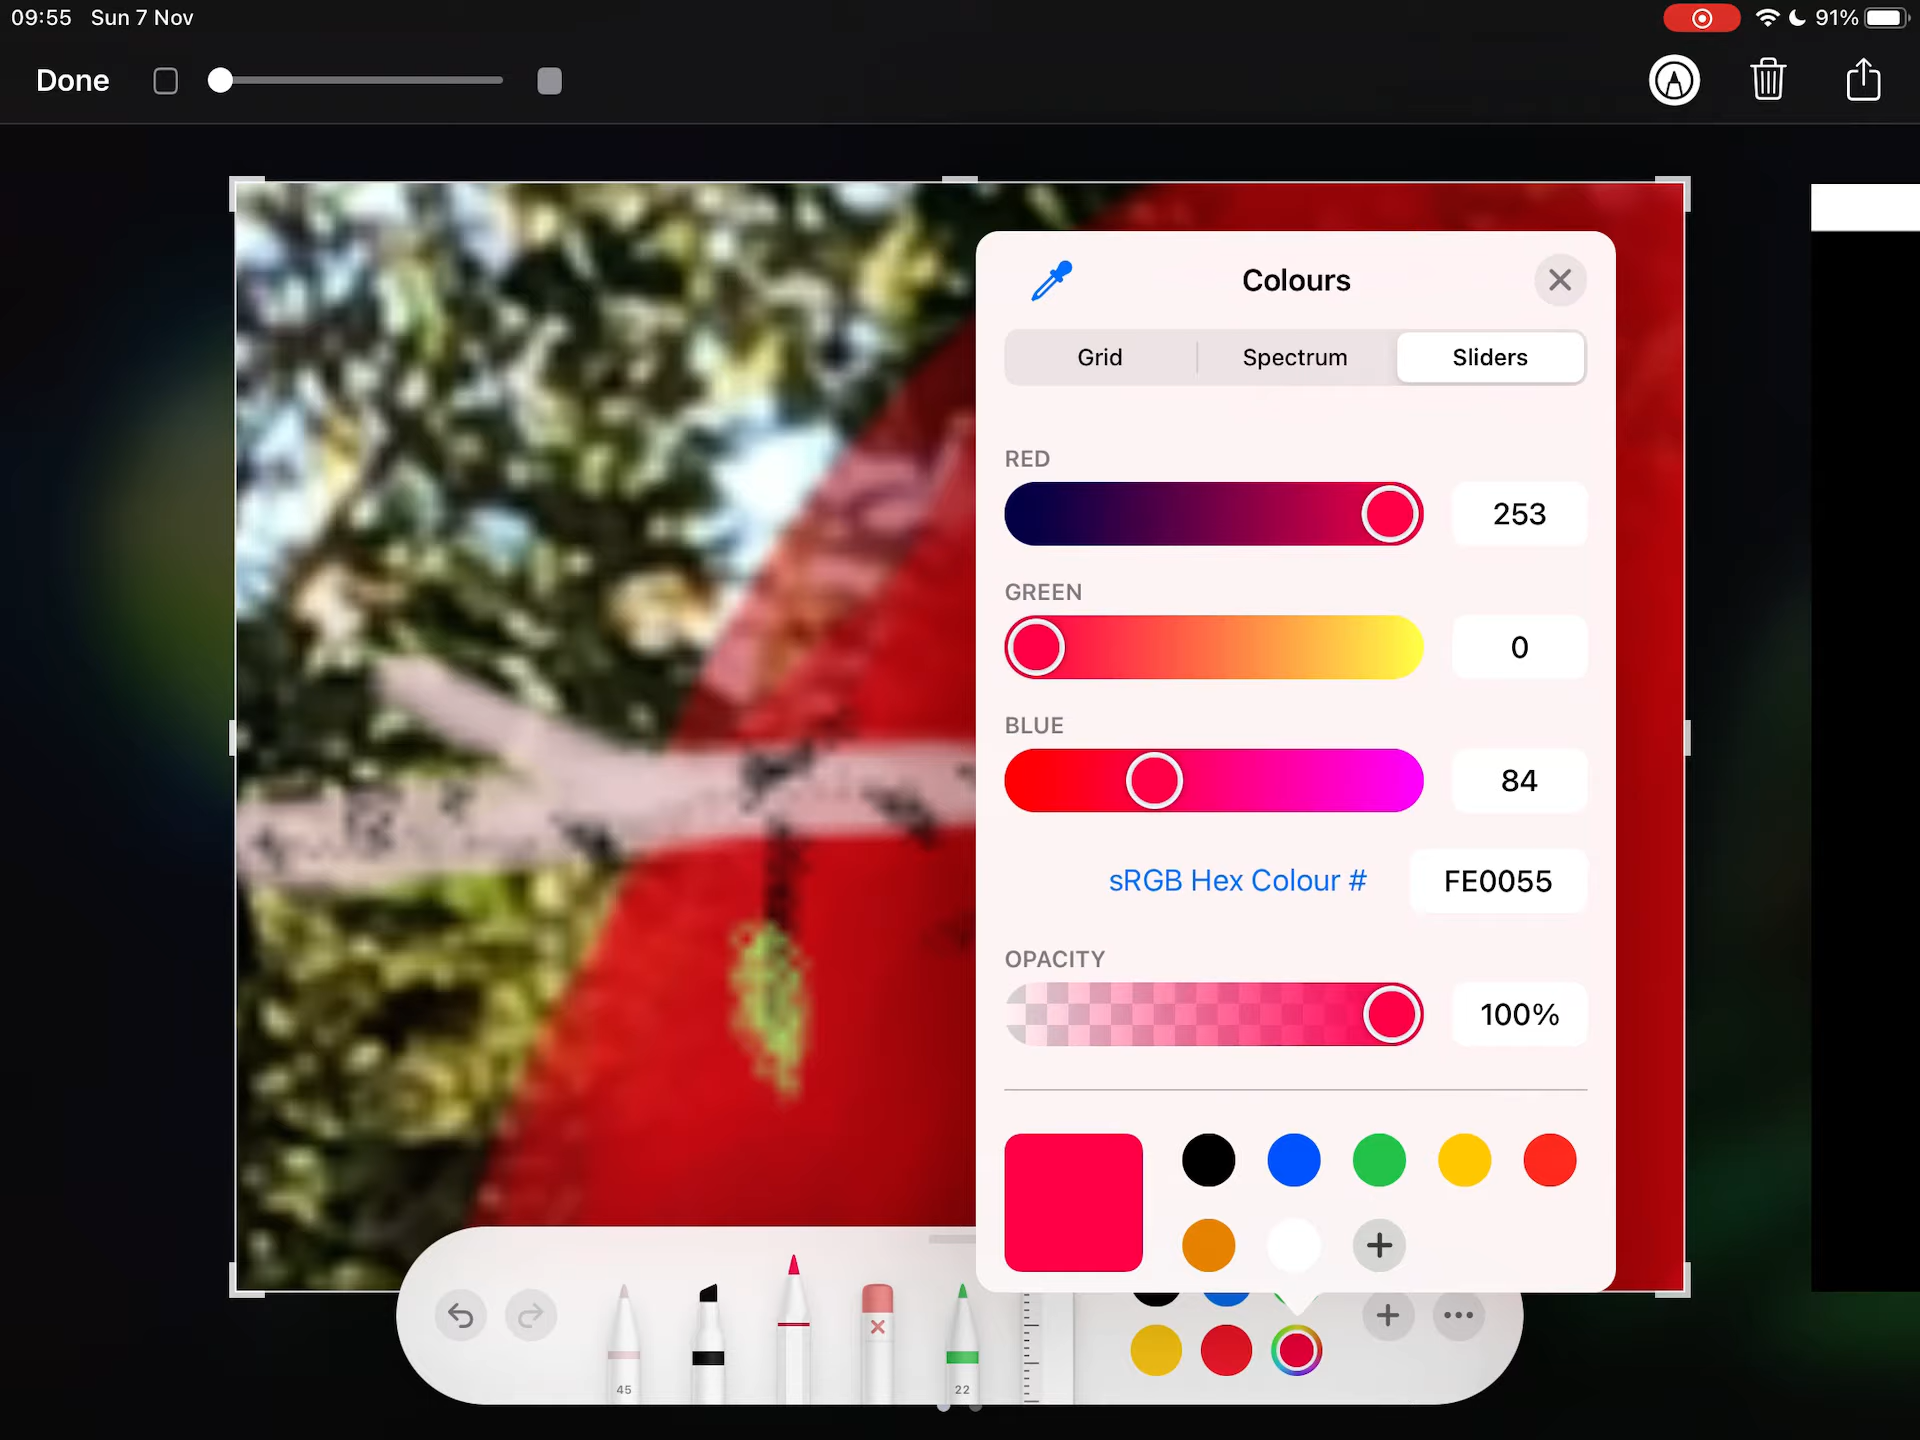 09:55 Sun 7 Nov 91%
Done
Colours
Grid Spectrum Sliders
RED
253
GREEN
0
BLUE
84
sRGB Hex Colour # FE0055
OPACITY
100%
45 22